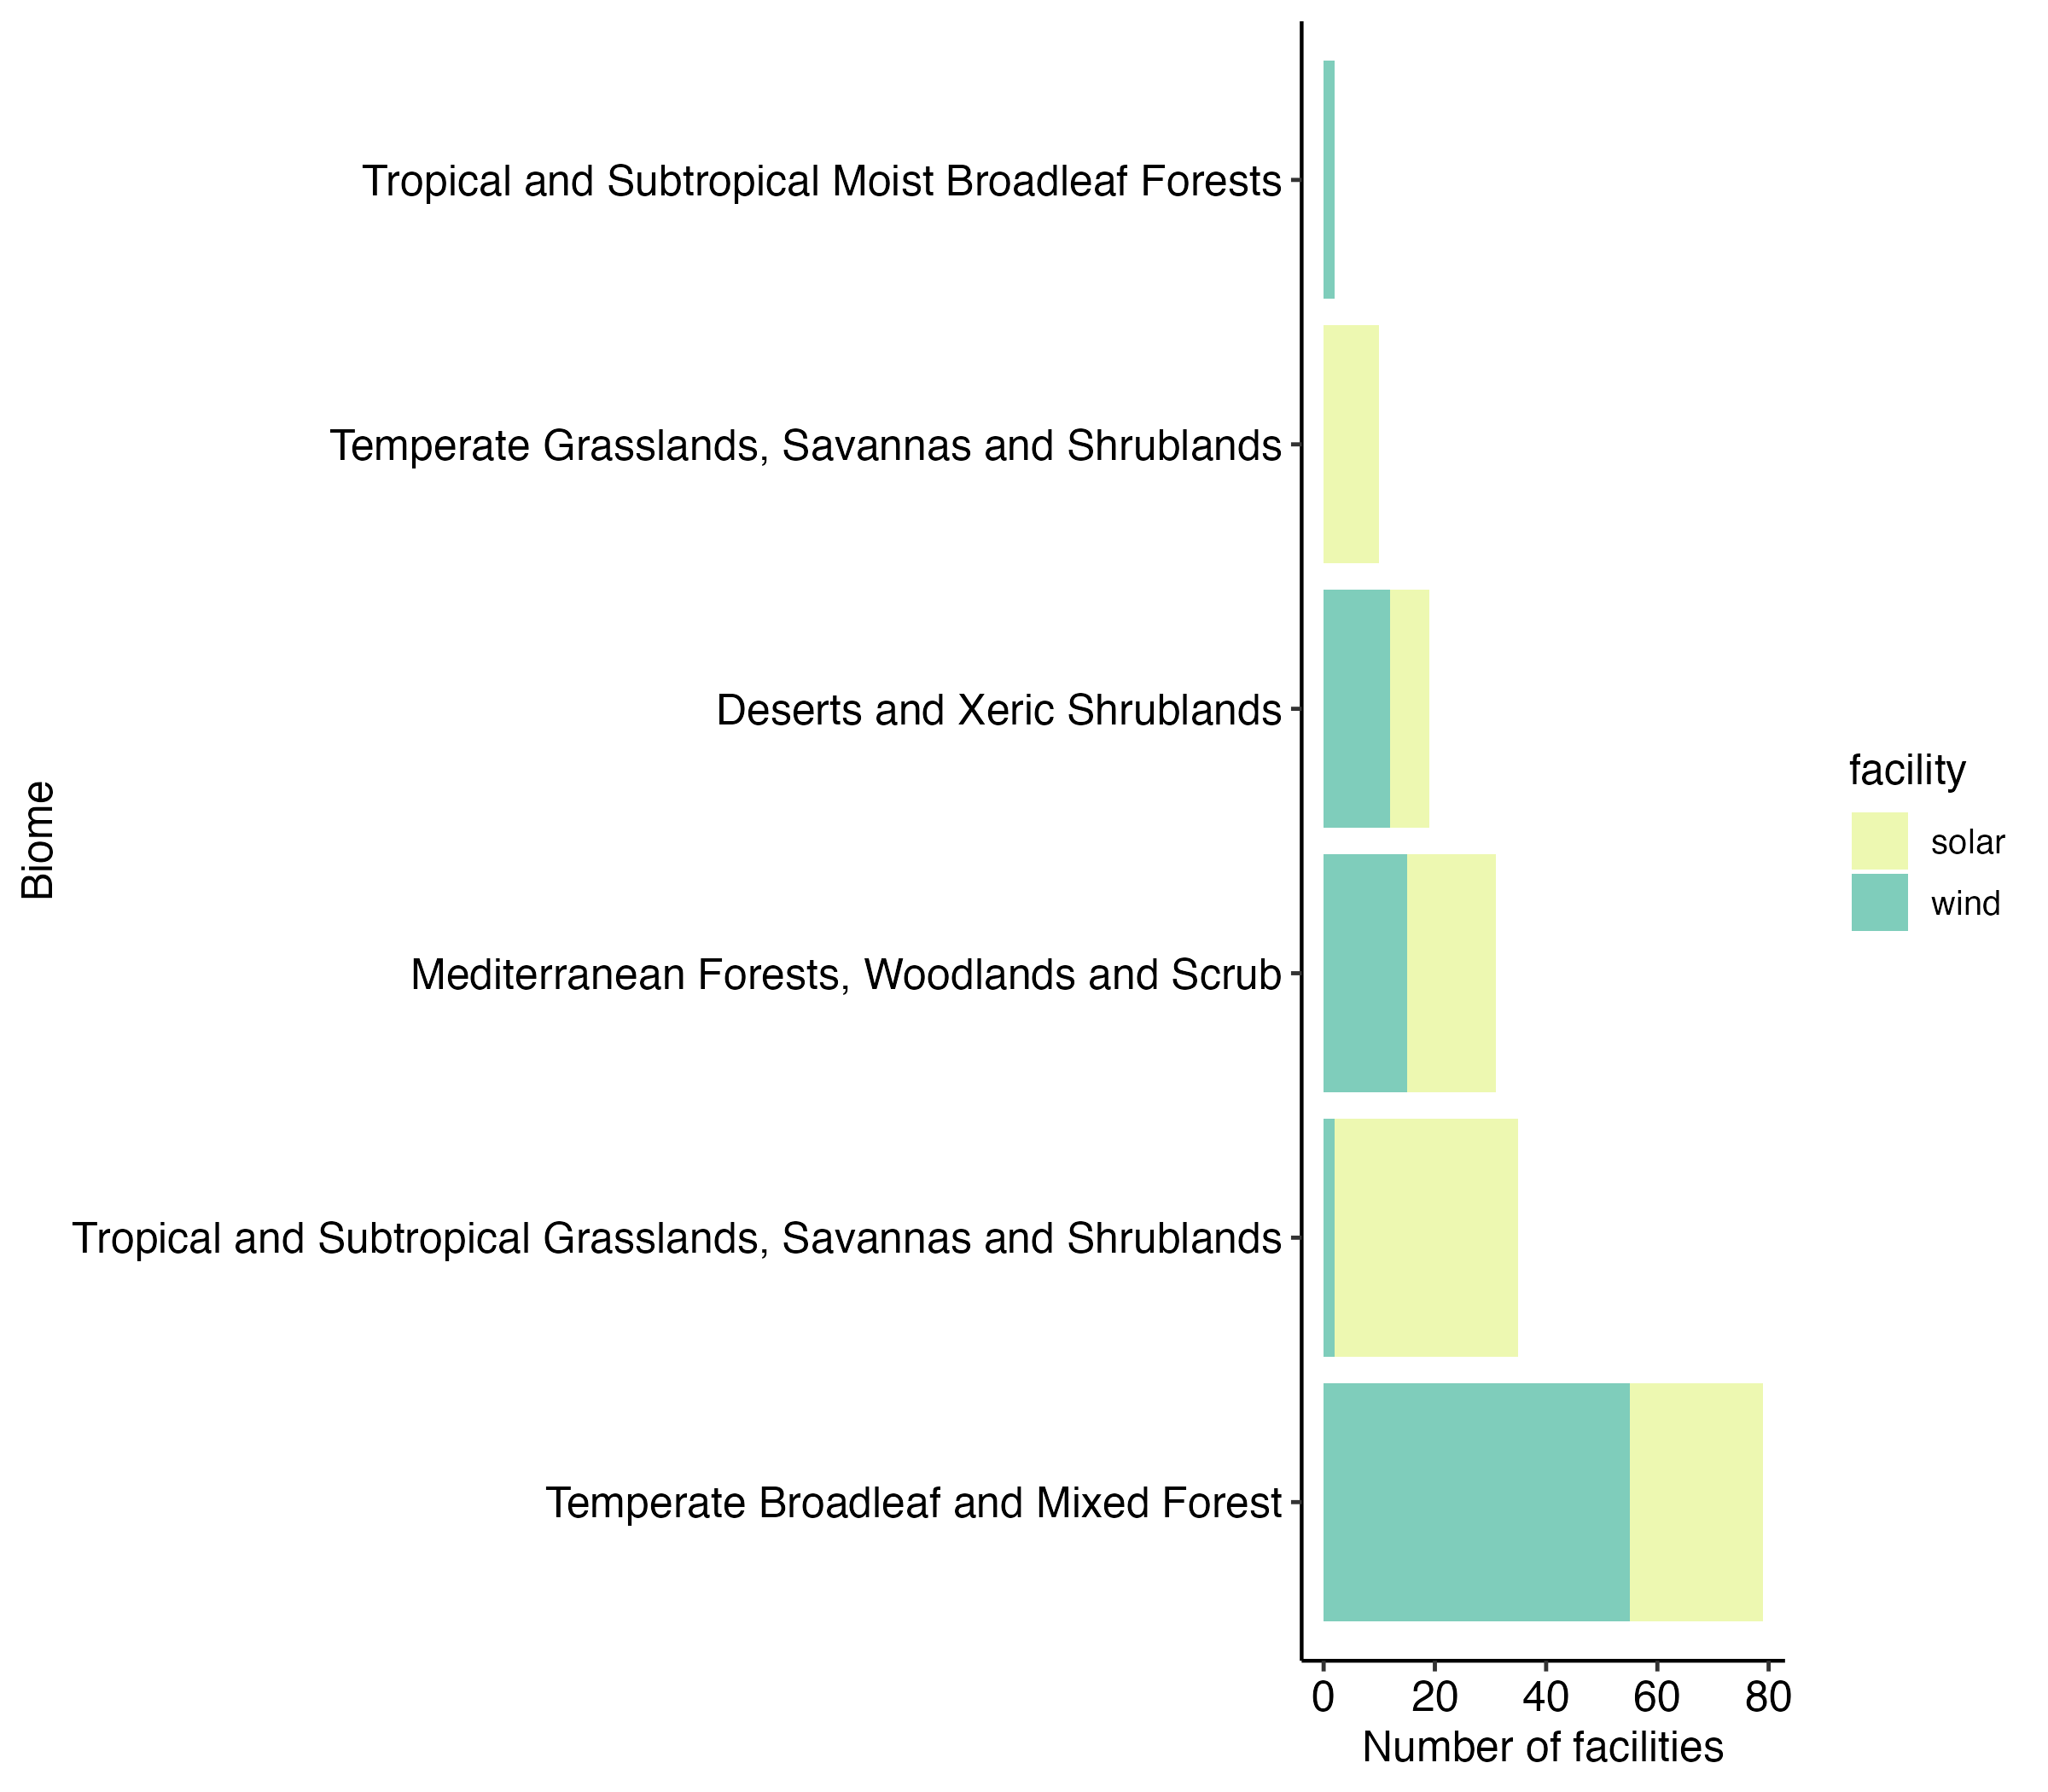 Tropical and Subtropical Moist Broadleaf Forests
Temperate Grasslands, Savannas and Shrublands
Deserts and Xeric Shrublands
Mediterranean Forests, Woodlands and Scrub
Tropical and Subtropical Grasslands, Savannas and Shrublands
Temperate Broadleaf and Mixed Forest
Biome
0 20 40 60 80
Number of facilities
facility
solar
wind